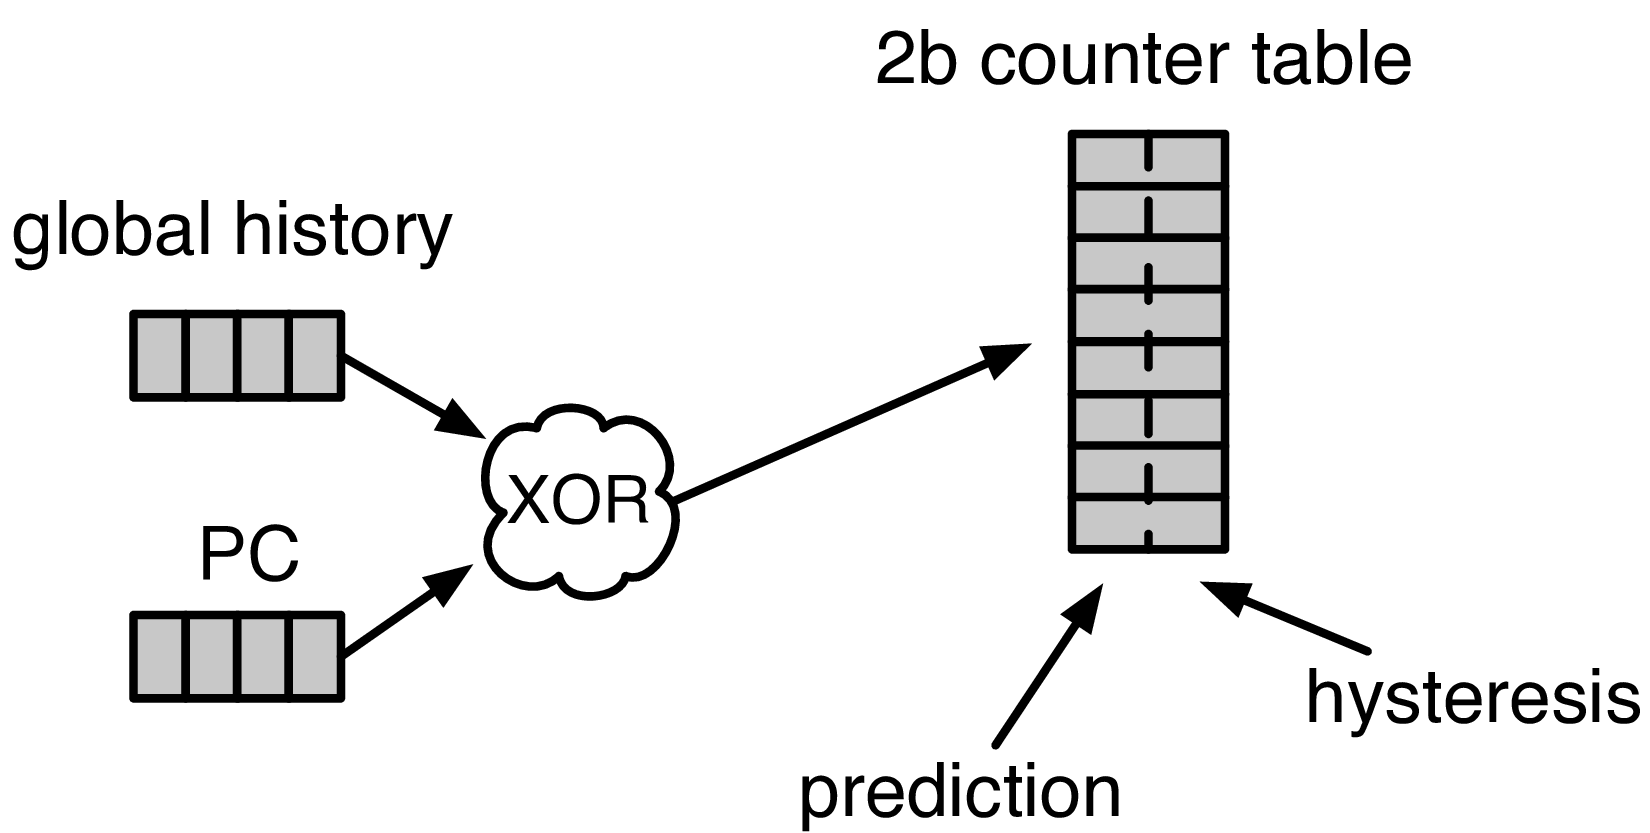 2b counter table
global history
XOR
PC
hysteresis
prediction